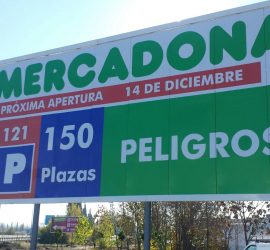 MERCADONA
PRÓXIMA APERTURA 14 DE DICIEMBRE
121
P
150
Plazas
PELIGROS